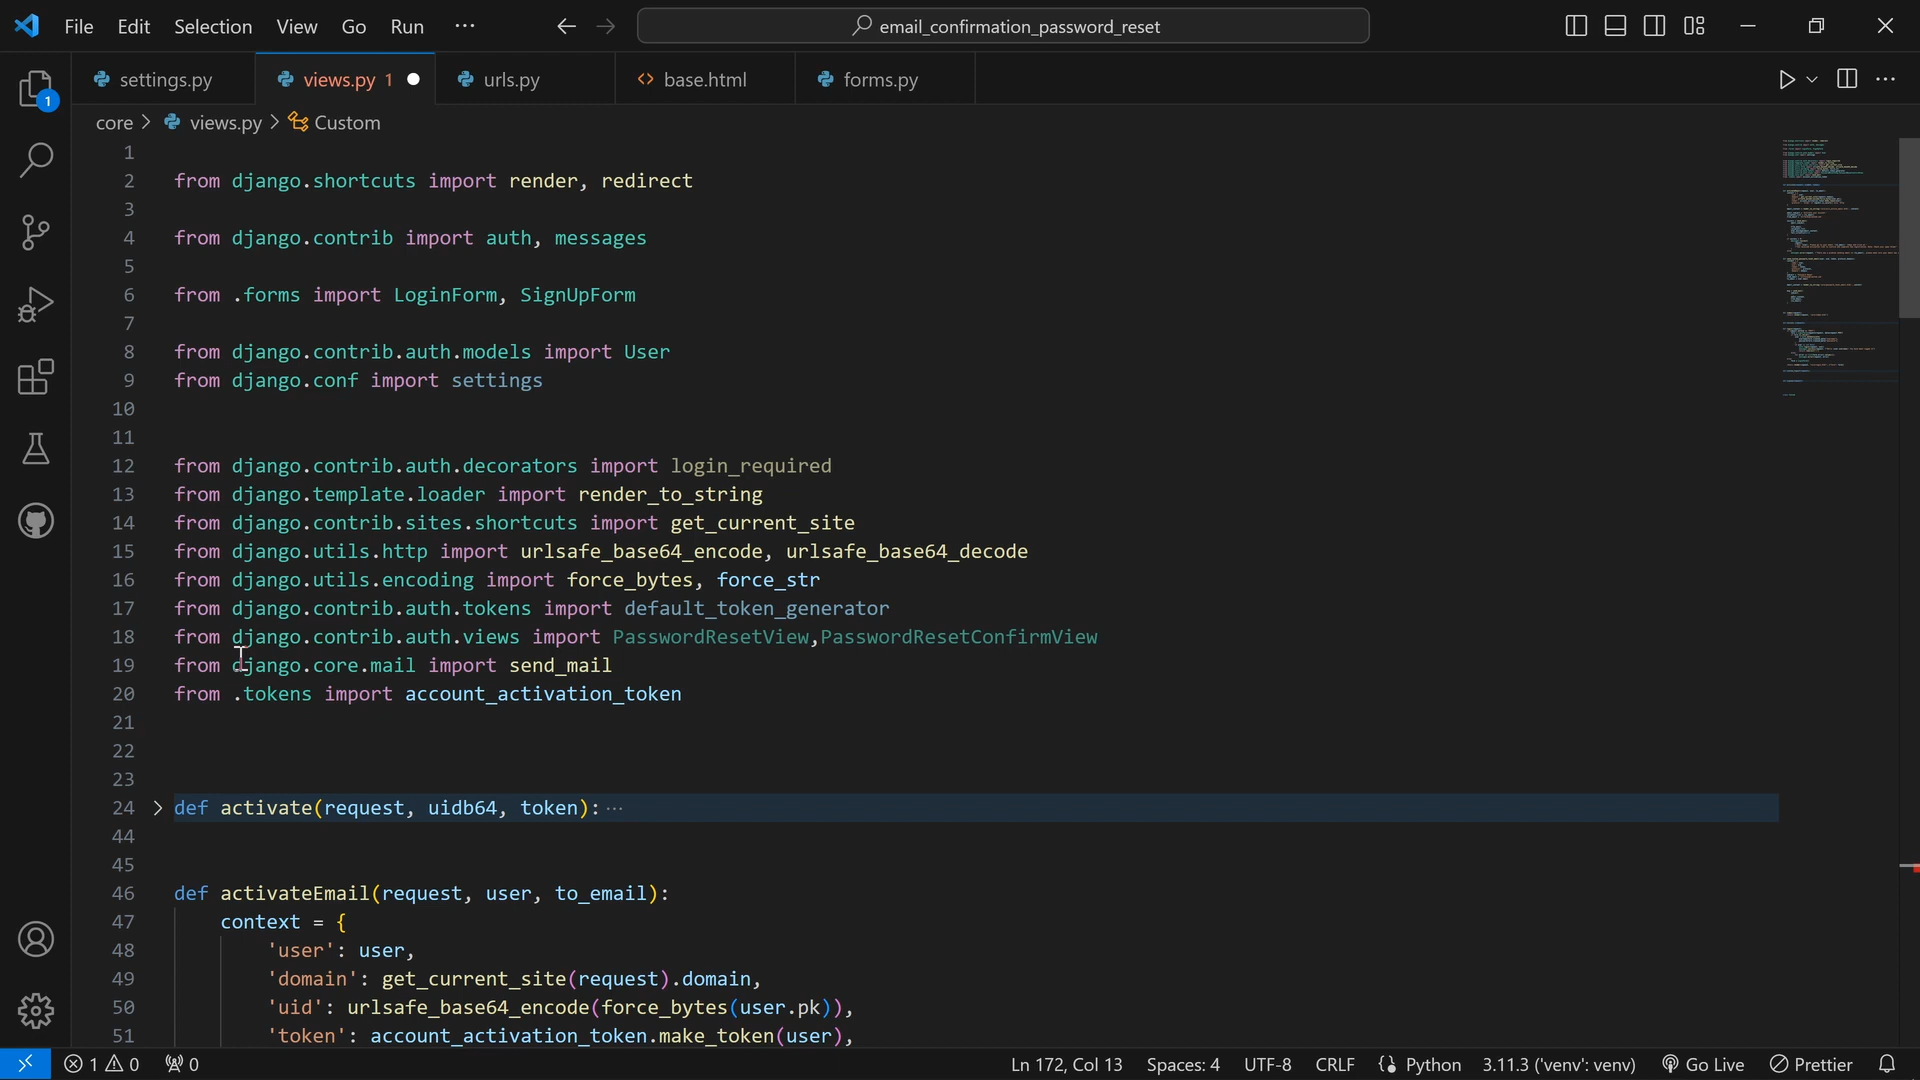 File Edit Selection View Go Run ··· email_confirmation_password_reset
settings.py views.py 1 urls.py base.html forms.py
core > views.py > Custom
1
2 from django.shortcuts import render, redirect
3
4 from django.contrib import auth, messages
5
6 from .forms import LoginForm, SignUpForm
7
8 from django.contrib.auth.models import User
9 from django.conf import settings
10
11
12 from django.contrib.auth.decorators import login_required
13 from django.template.loader import render_to_string
14 from django.contrib.sites.shortcuts import get_current_site
15 from django.utils.http import urlsafe_base64_encode, urlsafe_base64_decode
16 from django.utils.encoding import force_bytes, force_str
17 from django.contrib.auth.tokens import default_token_generator
18 from django.contrib.auth.views import PasswordResetView,PasswordResetConfirmView
19 from django.core.mail import send_mail
20 from .tokens import account_activation_token
21
22
23
24 def activate(request, uidb64, token): ···
44
45
46 def activateEmail(request, user, to_email):
47 context = {
48 'user': user,
49 'domain': get_current_site(request).domain,
50 'uid': urlsafe_base64_encode(force_bytes(user.pk)),
51 'token': account_activation_token.make_token(user),
1
1 0 0 Ln 172, Col 13 Spaces: 4 UTF-8 CRLF Python 3.11.3 ('venv': venv) Go Live Prettier